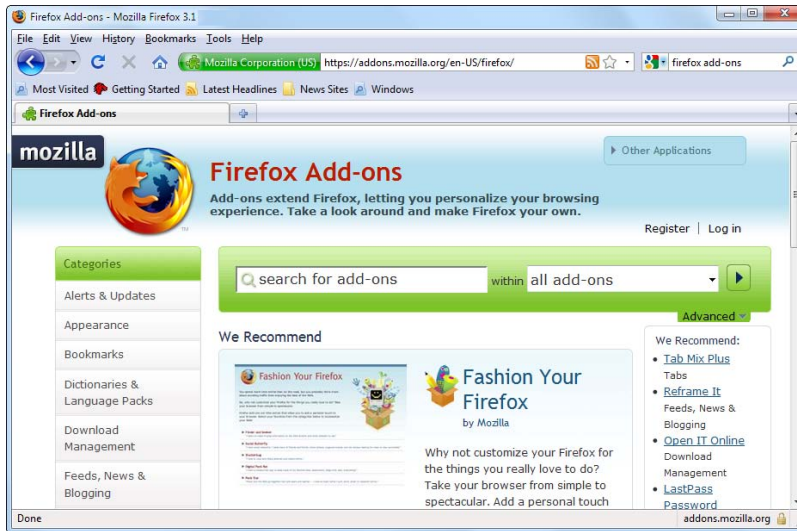 Firefox Add-ons - Mozilla Firefox 3.1
File Edit View History Bookmarks Tools Help
Mozilla Corporation (US) https://addons.mozilla.org/en-US/firefox/ firefox add-ons
Most Visited Getting Started Latest Headlines News Sites Windows
Firefox Add-ons
mozilla
Other Applications
Firefox Add-ons
Add-ons extend Firefox, letting you personalize your browsing
experience. Take a look around and make Firefox your own.
TM
Register | Log in
Categories
Alerts & Updates
Appearance
Bookmarks
Dictionaries &
Language Packs
Download
Management
Feeds, News &
Blogging
search for add-ons within all add-ons
Advanced
We Recommend
Fashion Your Firefox
Fashion Your
Firefox
by Mozilla
Why not customize your Firefox for
the things you really love to do?
Take your browser from simple to
spectacular. Add a personal touch
We Recommend:
• Tab Mix Plus
Tabs
• Reframe It
Feeds, News &
Blogging
• Open IT Online
Download
Management
• LastPass
Password
Done addons.mozilla.org